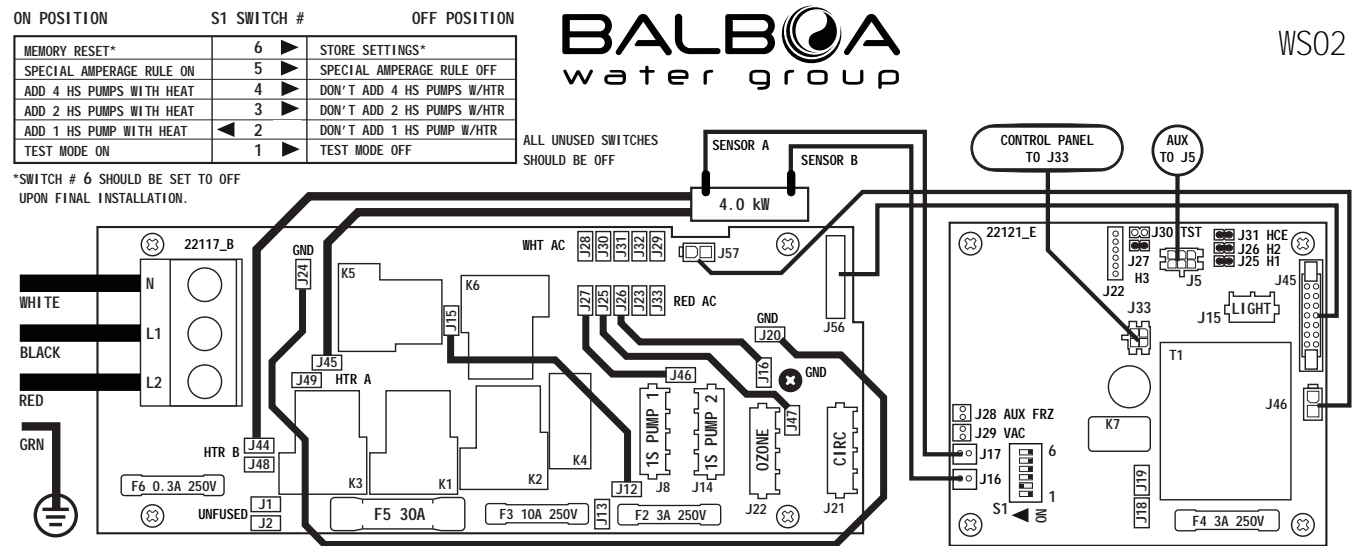 ON POSITION S1 SWITCH # OFF POSITION
MEMORY RESET* 6 ▶ STORE SETTINGS*
SPECIAL AMPERAGE RULE ON 5 ▶ SPECIAL AMPERAGE RULE OFF
ADD 4 HS PUMPS WITH HEAT 4 ▶ DON'T ADD 4 HS PUMPS W/HTR
ADD 2 HS PUMPS WITH HEAT 3 ▶ DON'T ADD 2 HS PUMPS W/HTR
ADD 1 HS PUMP WITH HEAT ◀ 2 DON'T ADD 1 HS PUMP W/HTR
TEST MODE ON 1 ▶ TEST MODE OFF
*SWITCH # 6 SHOULD BE SET TO OFF
UPON FINAL INSTALLATION.
ALL UNUSED SWITCHES
SHOULD BE OFF
BALBOA
water group
WS02
SENSOR A
SENSOR B
4.0 kW
CONTROL PANEL
TO J33
AUX
TO J5
22117_B
N
WHITE
L1
BLACK
L2
RED
GRN
GND
J24
K5
K6
J15
WHT AC
J28
J30
J31
J32
J29
J57
J27
J25
J26
J23
J33
RED AC
J56
GND
J20
J45
J49
HTR A
J46
J16
GND
J47
J44
HTR B
J48
K3
K1
K2
K4
1S PUMP 1
J8
1S PUMP 2
J14
OZONE
J22
CIRC
J21
J12
J13
F6 0.3A 250V
UNFUSED
J1
J2
F5 30A
F3 10A 250V
F2 3A 250V
22121_E
J30 TST
J27
H3
J22
J5
J31 HCE
J26 H2
J25 H1
J45
J33
J15
LIGHT
T1
K7
J46
J28 AUX FRZ
J29 VAC
J17
J16
6
1
S1
ON
J19
J18
F4 3A 250V